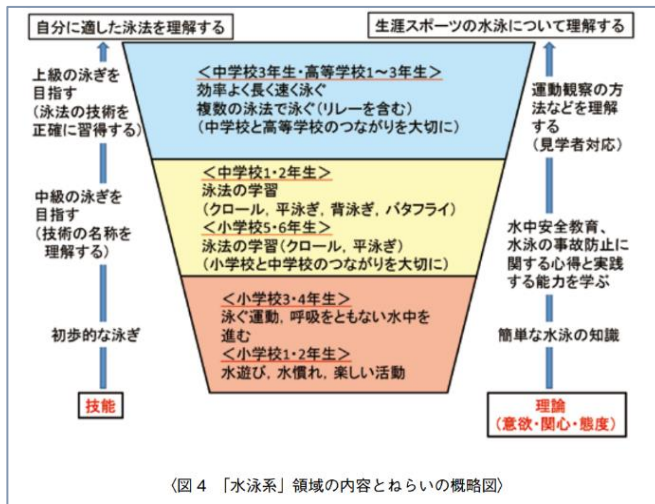 自分に適した泳法を理解する
生涯スポーツの水泳について理解する
上級の泳ぎを
目指す
(泳法の技術を
正確に習得する)
中級の泳ぎを
目指す
(技術の名称を
理解する)
初歩的な泳ぎ
技能
<中学校3年生・高等学校1〜3年生>
効率よく長く速く泳ぐ
複数の泳法で泳ぐ(リレーを含む)
(中学校と高等学校のつながりを大切に)
<中学校1・2年生>
泳法の学習
(クロール,平泳ぎ,背泳ぎ,バタフライ)
<小学校5・6年生>
泳法の学習(クロール,平泳ぎ)
(小学校と中学校のつながりを大切に)
<小学校3・4年生>
泳ぐ運動,呼吸をともない水中を
進む
<小学校1・2年生>
水遊び,水慣れ,楽しい活動
運動観察の方
法などを理解
する
(見学者対応)
水中安全教育、
水泳の事故防止に
関する心得と実践
する能力を学ぶ
簡単な水泳の知識
理論
(意欲・関心・態度)
〈図4 「水泳系」領域の内容とねらいの概略図〉